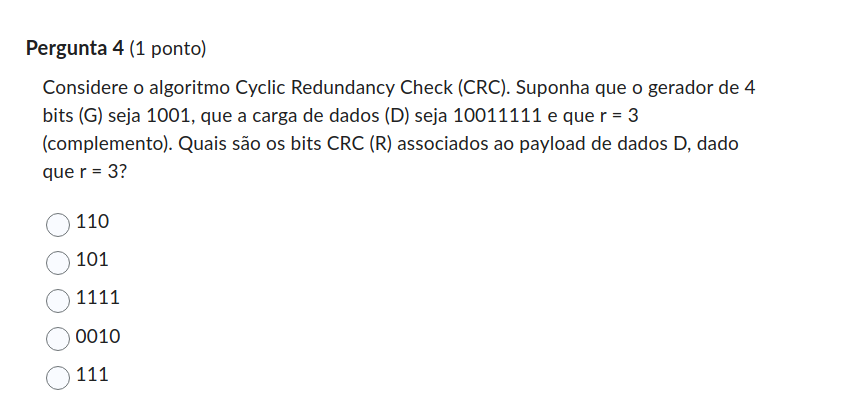 Pergunta 4 (1 ponto)
Considere o algoritmo Cyclic Redundancy Check (CRC). Suponha que o gerador de 4
bits (G) seja 1001, que a carga de dados (D) seja 10011111 e que r = 3
(complemento). Quais são os bits CRC (R) associados ao payload de dados D, dado
que r = 3?
110
101
1111
0010
111